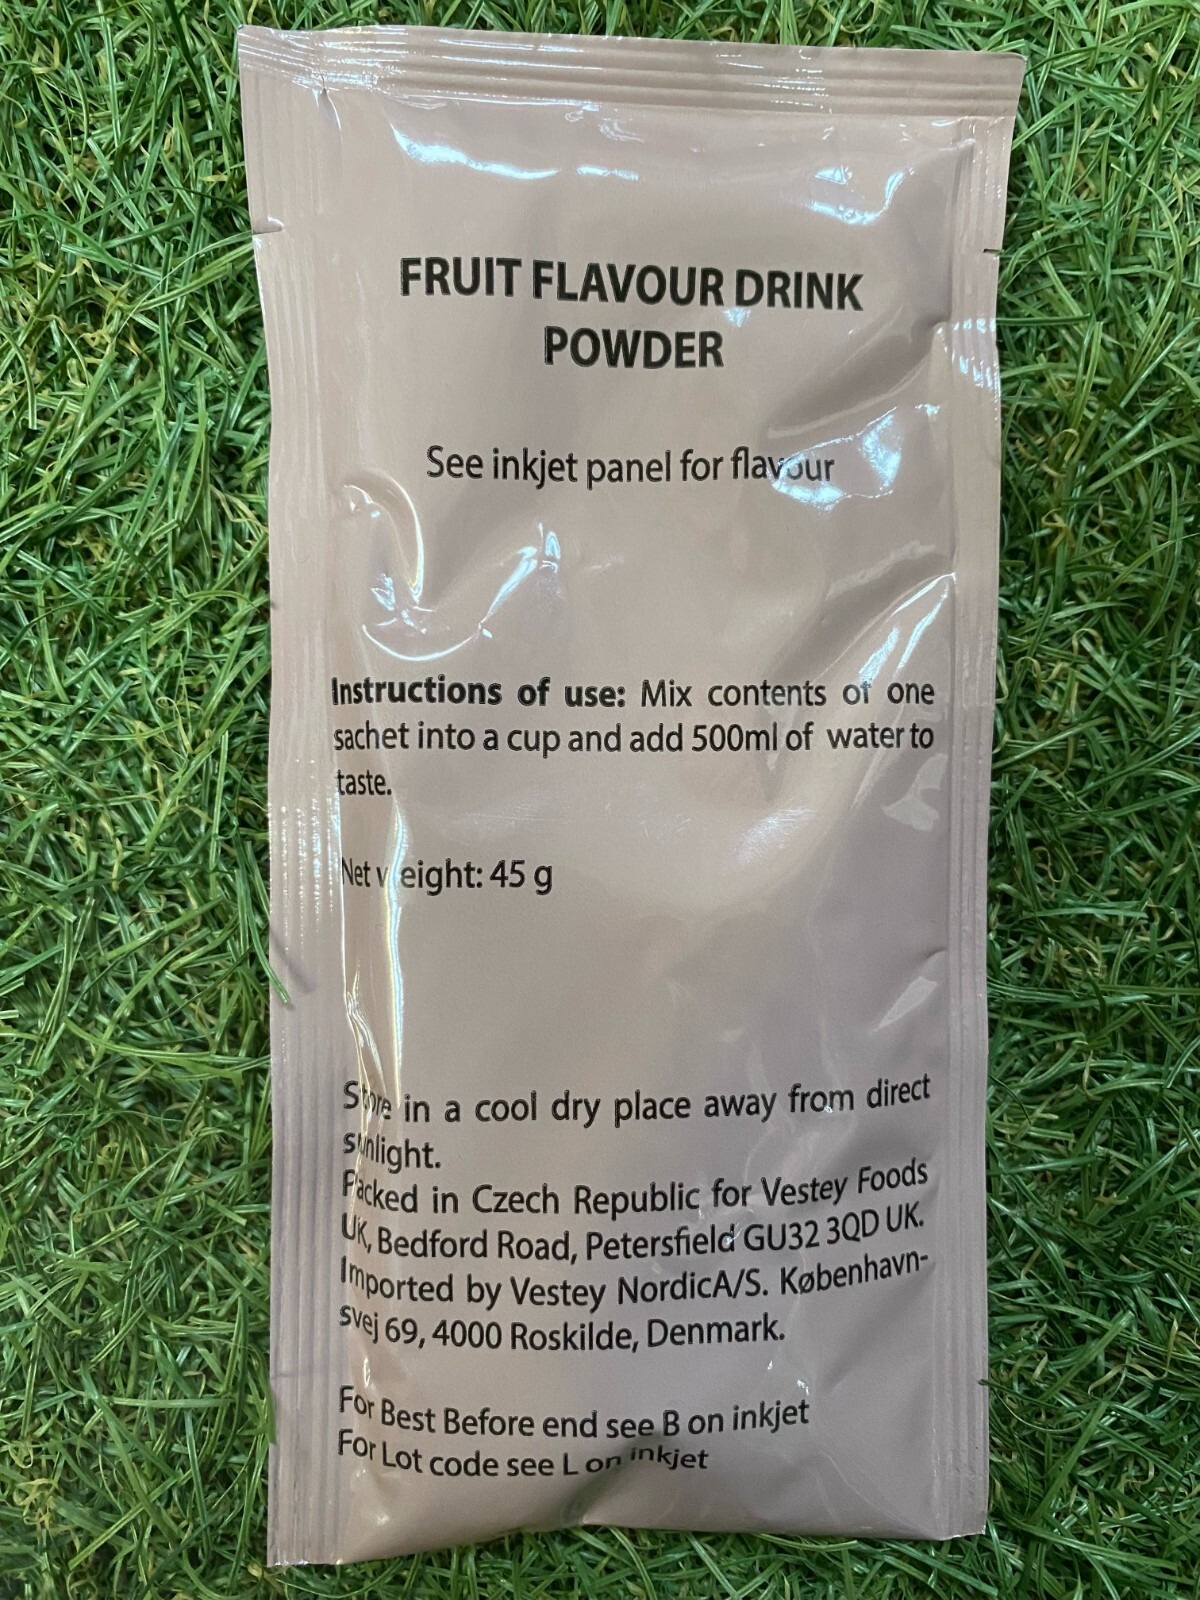 FRUIT FLAVOUR DRINK
POWDER
See inkjet panel for flavour
Instructions of use: Mix contents of one
sachet into a cup and add 500ml of water to
taste.
Net weight: 45 g
Store in a cool dry place away from direct
sunlight.
Packed in Czech Republic for Vestey Foods
UK, Bedford Road, Petersfield GU32 3QD UK.
Imported by Vestey NordicA/S. København-
svej 69, 4000 Roskilde, Denmark.
For Best Before end see B on inkjet
For Lot code see L on inkjet